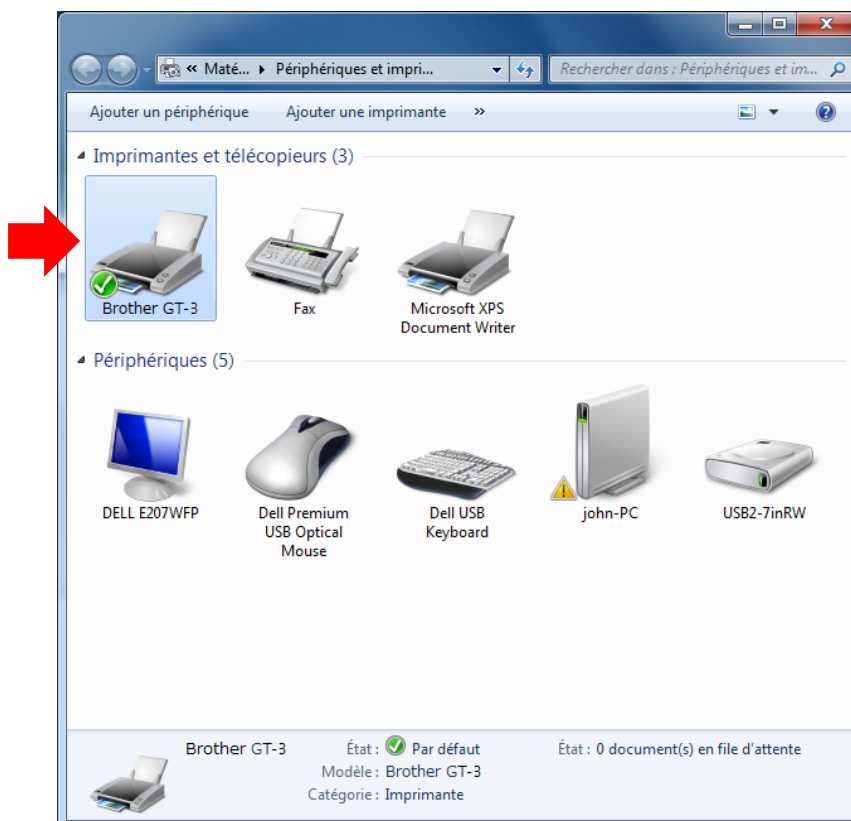 « Maté... ▸ Périphériques et impri...
Rechercher dans : Périphériques et im...
Ajouter un périphérique Ajouter une imprimante »
Imprimantes et télécopieurs (3)
Brother GT-3
Fax
Microsoft XPS
Document Writer
Périphériques (5)
DELL E207WFP
Dell Premium
USB Optical
Mouse
Dell USB
Keyboard
john-PC
USB2-7inRW
Brother GT-3 État : Par défaut État : 0 document(s) en file d'attente
Modèle : Brother GT-3
Catégorie : Imprimante